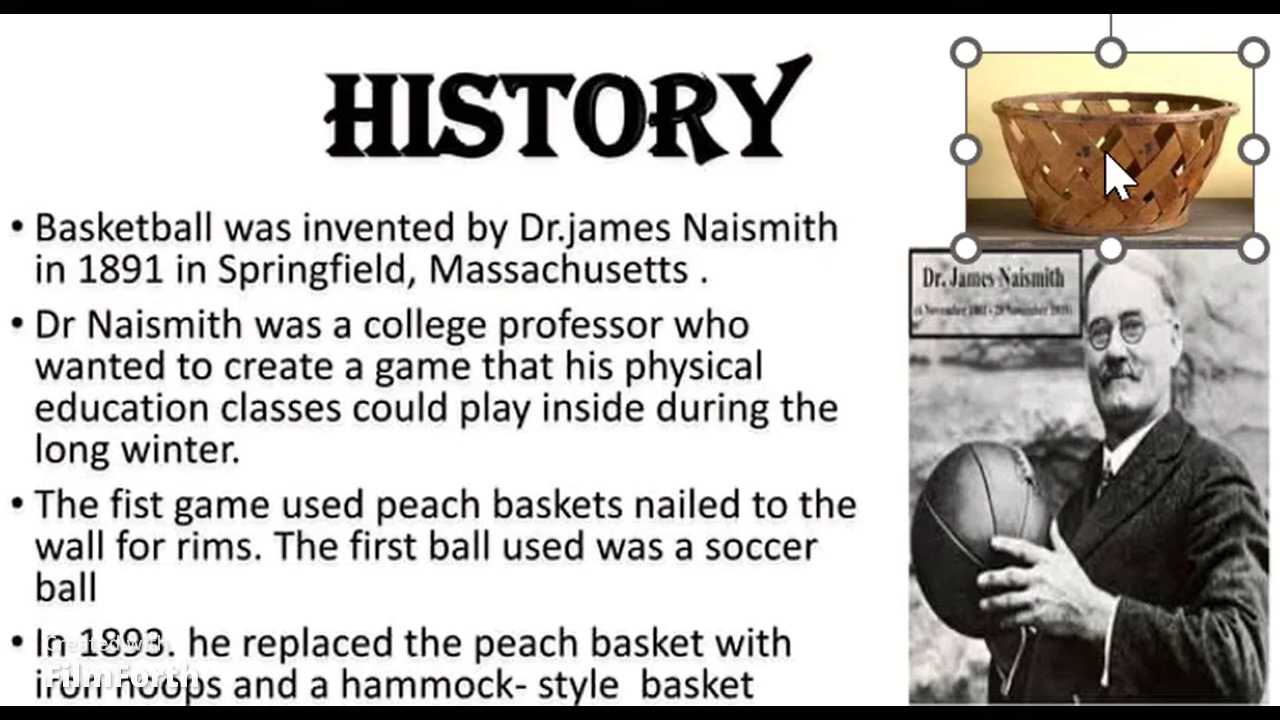 HISTORY
• Basketball was invented by Dr.james Naismith
in 1891 in Springfield, Massachusetts .
• Dr Naismith was a college professor who
wanted to create a game that his physical
education classes could play inside during the
long winter.
• The fist game used peach baskets nailed to the
wall for rims. The first ball used was a soccer
ball
• In 1893. he replaced the peach basket with
iron hoops and a hammock- style basket
Dr. James Naismith
Created with
FilmForth